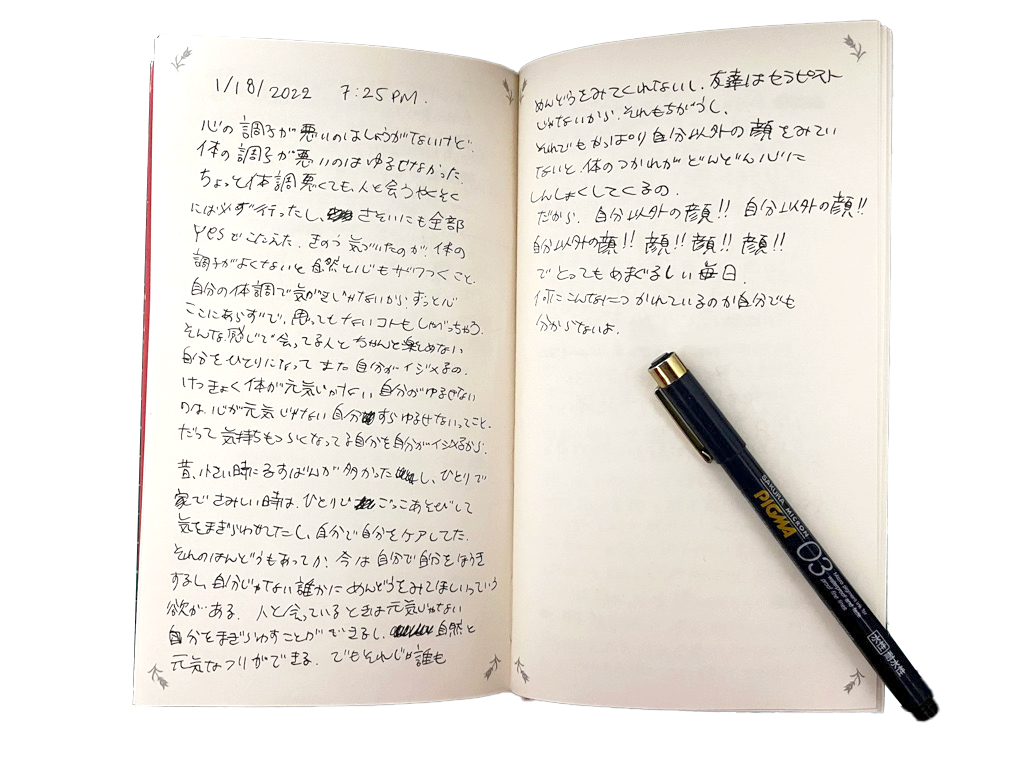 1/18/2022 7:25PM.
心の調子が悪いのはしょうがないけど、
体の調子が悪いのはゆるせなかった。
ちょっと体調悪くても、人と会うやくそく
には必ず行ったし、さそいにも全部
Yesでこたえた。きのう気づいたのが、体の
調子がよくないと自然と心もザワつくこと。
自分の体調で気が気じゃないから、ずっと心
ここにあらずで、思ってもないコトもしゃべっちゃう。
そんな感じで会ってる人とちゃんと楽しめない
自分をひとりになってまた自分がイジメるの。
けっきょく体が元気じゃない自分がゆるせない
のは、心が元気じゃない自分すらゆるせないってこと。
だって気持ちもつらくなってる自分を自分がイジメるから。
昔、小さい時にるすばんが多かったし、ひとりで
家でさみしい時は、ひとりごっこあそびして
気をまぎらわせてたし、自分で自分をケアしてた。
それのはんどうもあってか、今は自分で自分をほうき
するし、自分じゃない誰かにめんどうをみてほしいっていう
欲がある。人と会っているときは元気じゃない
自分をまぎらわすことができるし、自然と
元気なフリができる。でもそれじゃ誰も
めんどうをみてくれないし、友達はセラピスト
じゃないから、それもちがうし。
それでもやっぱり自分以外の顔をみてい
ないと、体のつかれがどんどん心に
しんしょくしてくるの。
だから、自分以外の顔!! 自分以外の顔!!
自分以外の顔!! 顔!! 顔!! 顔!!
でとってもめまぐるしい毎日。
何にこんなにつかれているのか自分でも
分からないよ。
SAKURA MICRON
PIGMA 03
水性 耐水性